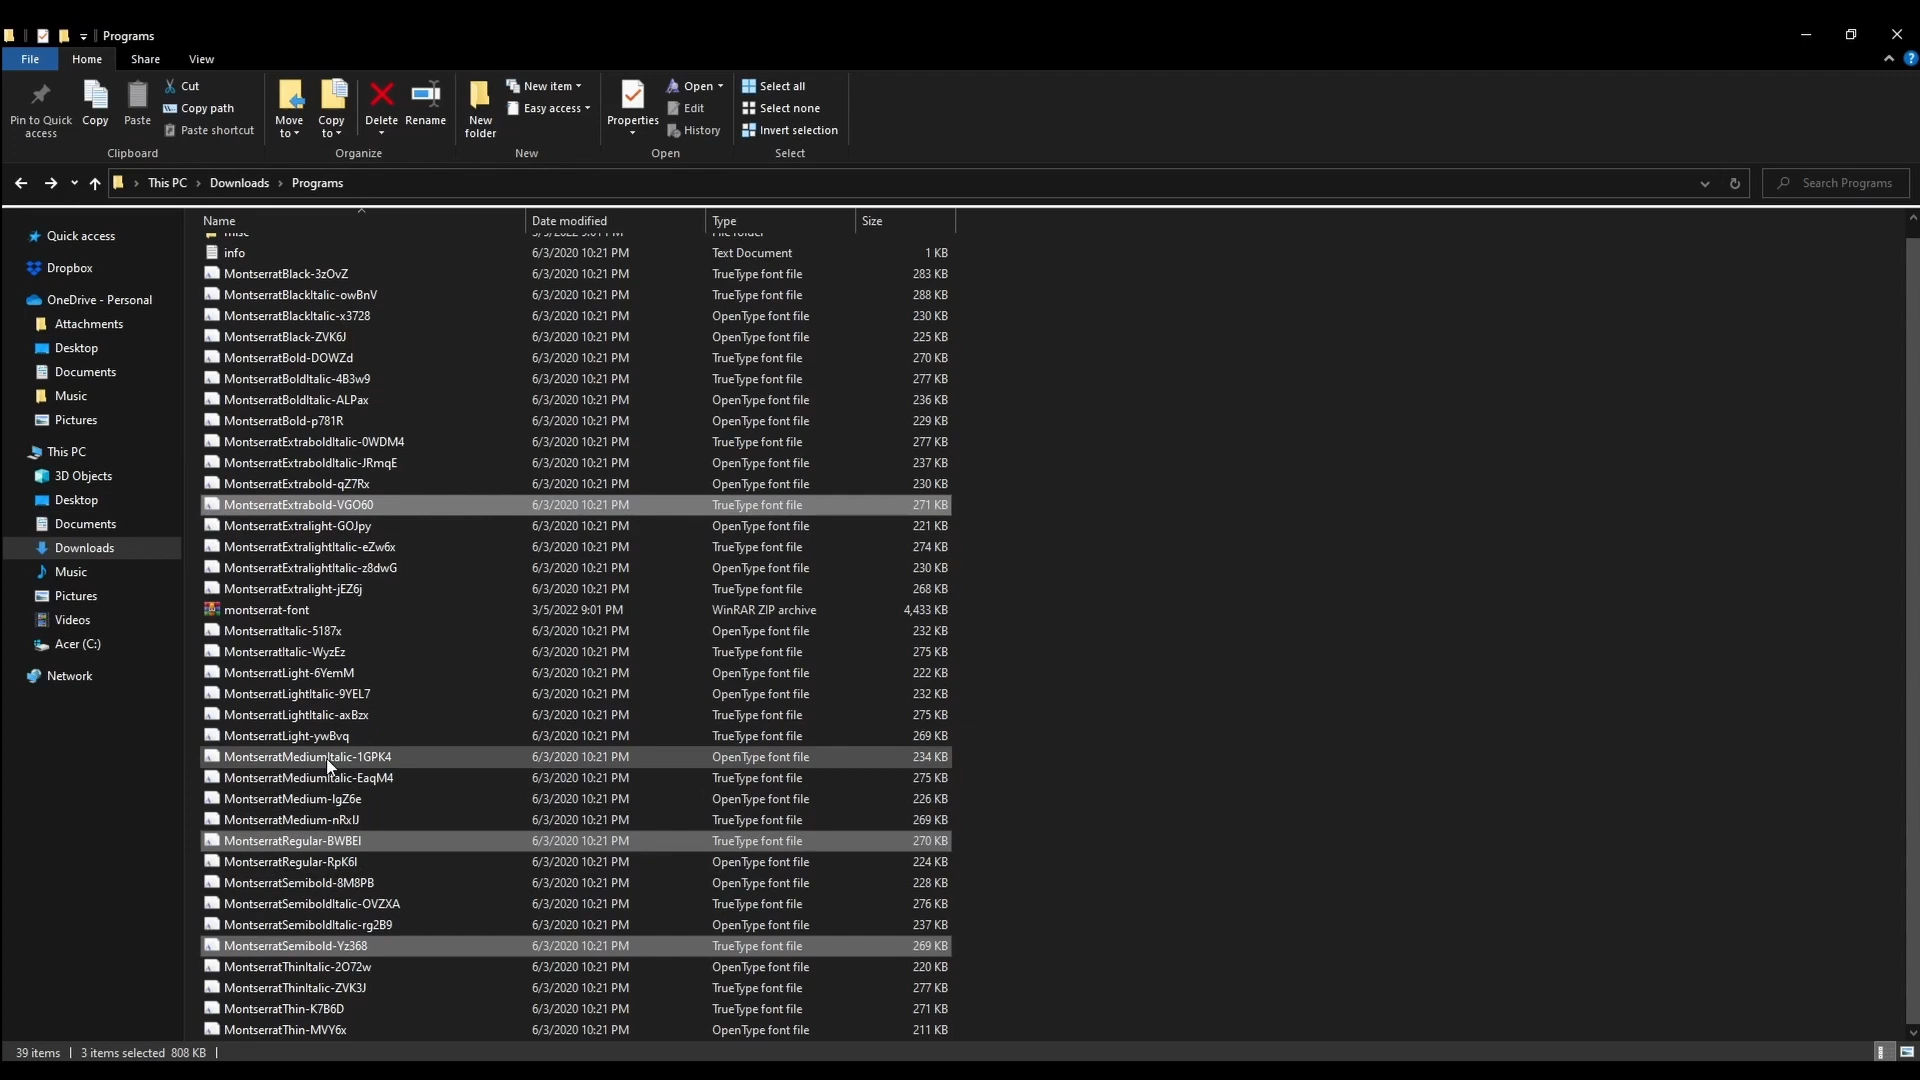 Programs
File Home Share View
Pin to Quick access
Copy
Paste
Cut
Copy path
Paste shortcut
Clipboard
Move to
Copy to
Delete
Rename
Organize
New folder
New item
Easy access
New
Properties
Open
Edit
History
Open
Select all
Select none
Invert selection
Select
This PC > Downloads > Programs
Search Programs
Quick access
Dropbox
OneDrive - Personal
Attachments
Desktop
Documents
Music
Pictures
This PC
3D Objects
Desktop
Documents
Downloads
Music
Pictures
Videos
Acer (C:)
Network
Name Date modified Type Size
info 6/3/2020 10:21 PM Text Document 1 KB
MontserratBlack-3zOvZ 6/3/2020 10:21 PM TrueType font file 283 KB
MontserratBlackItalic-owBnV 6/3/2020 10:21 PM TrueType font file 288 KB
MontserratBlackItalic-x3728 6/3/2020 10:21 PM OpenType font file 230 KB
MontserratBlack-ZVK6J 6/3/2020 10:21 PM OpenType font file 225 KB
MontserratBold-DOWZd 6/3/2020 10:21 PM TrueType font file 270 KB
MontserratBoldItalic-4B3w9 6/3/2020 10:21 PM TrueType font file 277 KB
MontserratBoldItalic-ALPax 6/3/2020 10:21 PM OpenType font file 236 KB
MontserratBold-p781R 6/3/2020 10:21 PM OpenType font file 229 KB
MontserratExtraboldItalic-0WDM4 6/3/2020 10:21 PM TrueType font file 277 KB
MontserratExtraboldItalic-JRmqE 6/3/2020 10:21 PM OpenType font file 237 KB
MontserratExtrabold-qZ7Rx 6/3/2020 10:21 PM OpenType font file 230 KB
MontserratExtrabold-VGO60 6/3/2020 10:21 PM TrueType font file 271 KB
MontserratExtralight-GOJpy 6/3/2020 10:21 PM OpenType font file 221 KB
MontserratExtralightItalic-eZw6x 6/3/2020 10:21 PM TrueType font file 274 KB
MontserratExtralightItalic-z8dwG 6/3/2020 10:21 PM OpenType font file 230 KB
MontserratExtralight-jEZ6j 6/3/2020 10:21 PM TrueType font file 268 KB
montserrat-font 3/5/2022 9:01 PM WinRAR ZIP archive 4,433 KB
MontserratItalic-5187x 6/3/2020 10:21 PM OpenType font file 232 KB
MontserratItalic-WyzEz 6/3/2020 10:21 PM TrueType font file 275 KB
MontserratLight-6YemM 6/3/2020 10:21 PM OpenType font file 222 KB
MontserratLightItalic-9YEL7 6/3/2020 10:21 PM OpenType font file 232 KB
MontserratLightItalic-axBzx 6/3/2020 10:21 PM TrueType font file 275 KB
MontserratLight-ywBvq 6/3/2020 10:21 PM TrueType font file 269 KB
MontserratMediumItalic-1GPK4 6/3/2020 10:21 PM OpenType font file 234 KB
MontserratMediumItalic-EaqM4 6/3/2020 10:21 PM TrueType font file 275 KB
MontserratMedium-lgZ6e 6/3/2020 10:21 PM OpenType font file 226 KB
MontserratMedium-nRxlJ 6/3/2020 10:21 PM TrueType font file 269 KB
MontserratRegular-BWBEl 6/3/2020 10:21 PM TrueType font file 270 KB
MontserratRegular-RpK6l 6/3/2020 10:21 PM OpenType font file 224 KB
MontserratSemibold-8M8PB 6/3/2020 10:21 PM OpenType font file 228 KB
MontserratSemiboldItalic-OVZXA 6/3/2020 10:21 PM TrueType font file 276 KB
MontserratSemiboldItalic-rg2B9 6/3/2020 10:21 PM OpenType font file 237 KB
MontserratSemibold-Yz368 6/3/2020 10:21 PM TrueType font file 269 KB
MontserratThinItalic-2O72w 6/3/2020 10:21 PM OpenType font file 220 KB
MontserratThinItalic-ZVK3J 6/3/2020 10:21 PM TrueType font file 277 KB
MontserratThin-K7B6D 6/3/2020 10:21 PM TrueType font file 271 KB
MontserratThin-MVY6x 6/3/2020 10:21 PM OpenType font file 211 KB
39 items | 3 items selected 808 KB |